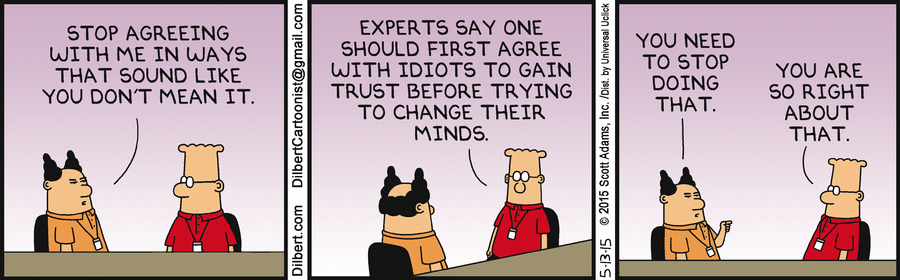 STOP AGREEING
WITH ME IN WAYS
THAT SOUND LIKE
YOU DON'T MEAN IT.
Dilbert.com DilbertCartoonist@gmail.com
EXPERTS SAY ONE
SHOULD FIRST AGREE
WITH IDIOTS TO GAIN
TRUST BEFORE TRYING
TO CHANGE THEIR
MINDS.
5-13-15 © 2015 Scott Adams, Inc. /Dist. by Universal Uclick
YOU NEED
TO STOP
DOING
THAT.
YOU ARE
SO RIGHT
ABOUT
THAT.